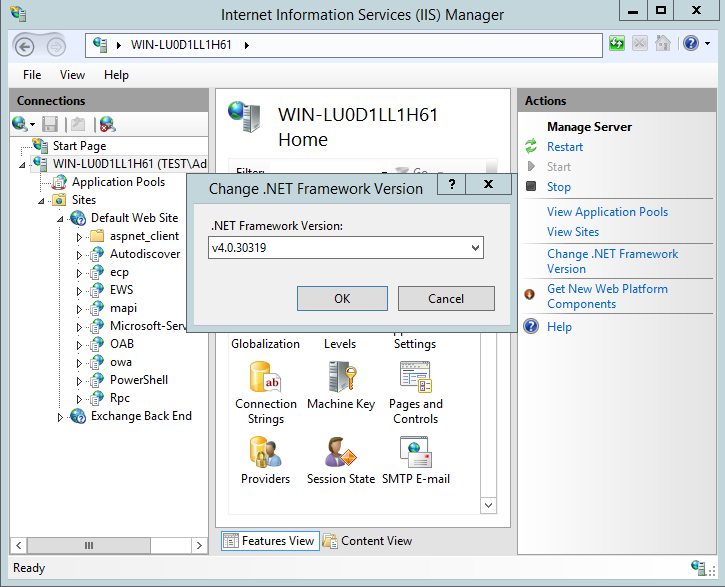 Internet Information Services (IIS) Manager
WIN-LU0D1LL1H61
File View Help
Connections
Start Page
WIN-LU0D1LL1H61 (TEST\Ad
Application Pools
Sites
Default Web Site
aspnet_client
Autodiscover
ecp
EWS
mapi
Microsoft-Serv
OAB
owa
PowerShell
Rpc
Exchange Back End
WIN-LU0D1LL1H61
Home
Filter: Go
Change .NET Framework Version ? X
.NET Framework Version:
v4.0.30319
OK Cancel
Globalization Levels Settings
Connection
Strings
Machine Key
Pages and
Controls
Providers Session State SMTP E-mail
Features View Content View
Actions
Manage Server
Restart
Start
Stop
View Application Pools
View Sites
Change .NET Framework
Version
Get New Web Platform
Components
Help
Ready